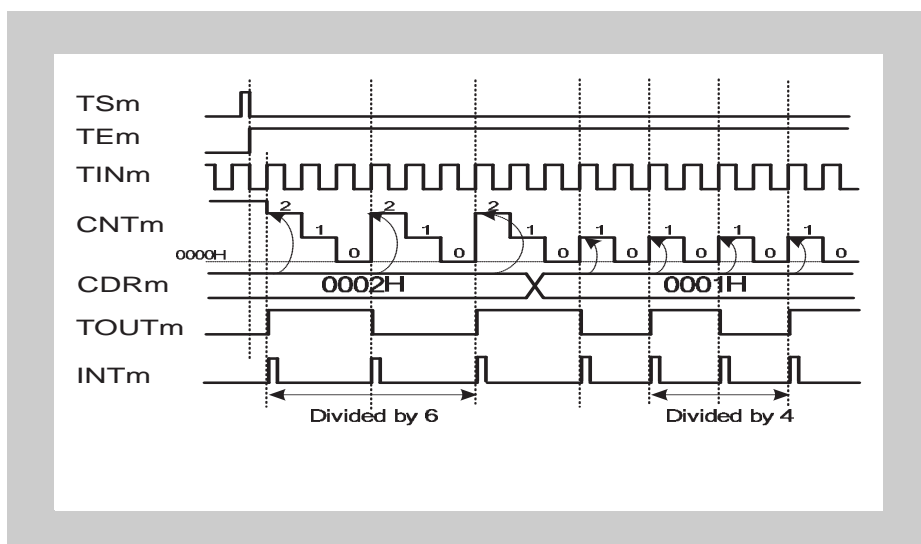 TSm
TEm
TINm
CNTm
2 2 2
1 1 1 1 1 1 1
0 0 0 0 0 0 0
0000H
CDRm 0002H 0001H
TOUTm
INTm
Divided by 6 Divided by 4